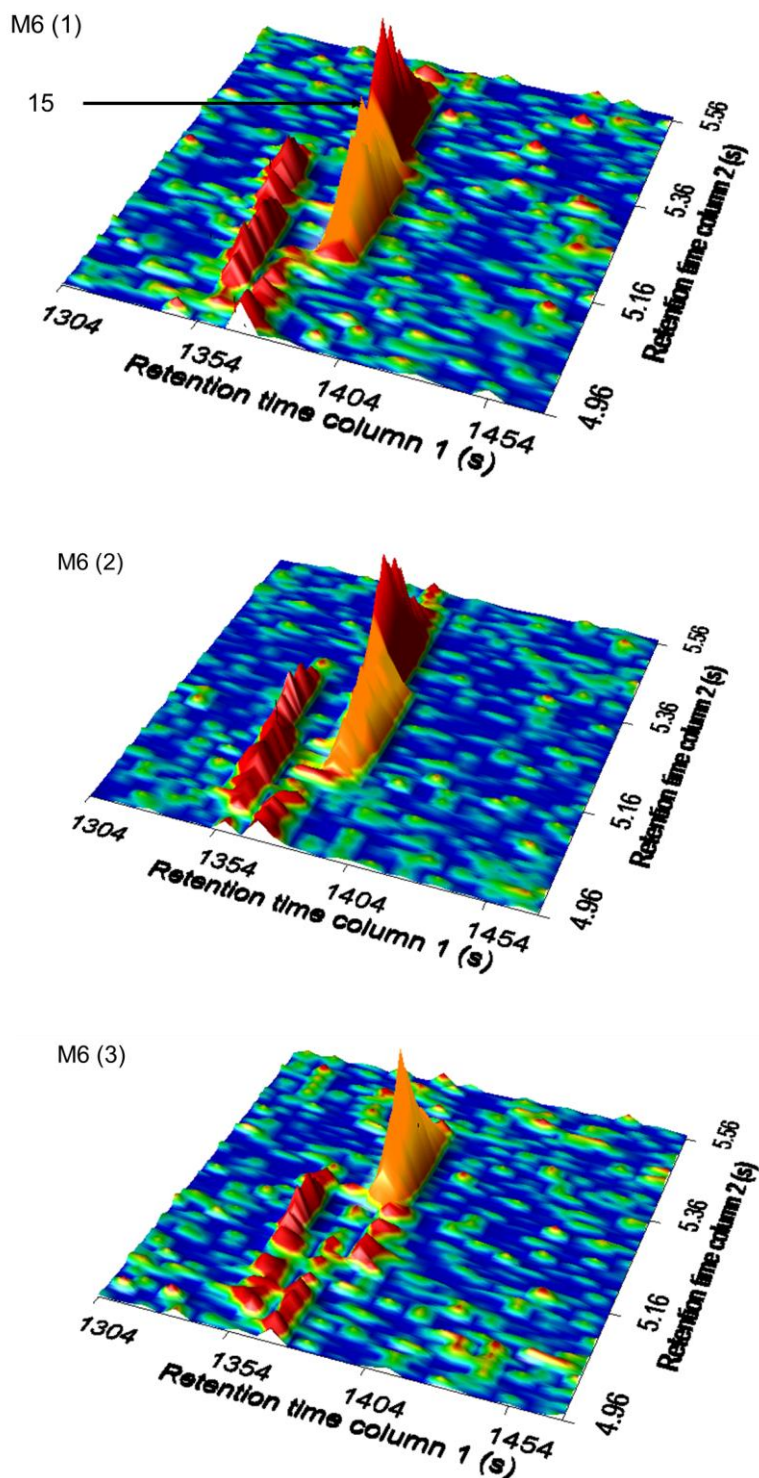 M6 (1)
15
5.56
5.36
5.16
4.96
Retention time column 2 (s)
1304
1354
1404
1454
Retention time column 1 (s)
M6 (2)
5.56
5.36
5.16
4.96
Retention time column 2 (s)
1304
1354
1404
1454
Retention time column 1 (s)
M6 (3)
5.56
5.36
5.16
4.96
Retention time column 2 (s)
1304
1354
1404
1454
Retention time column 1 (s)